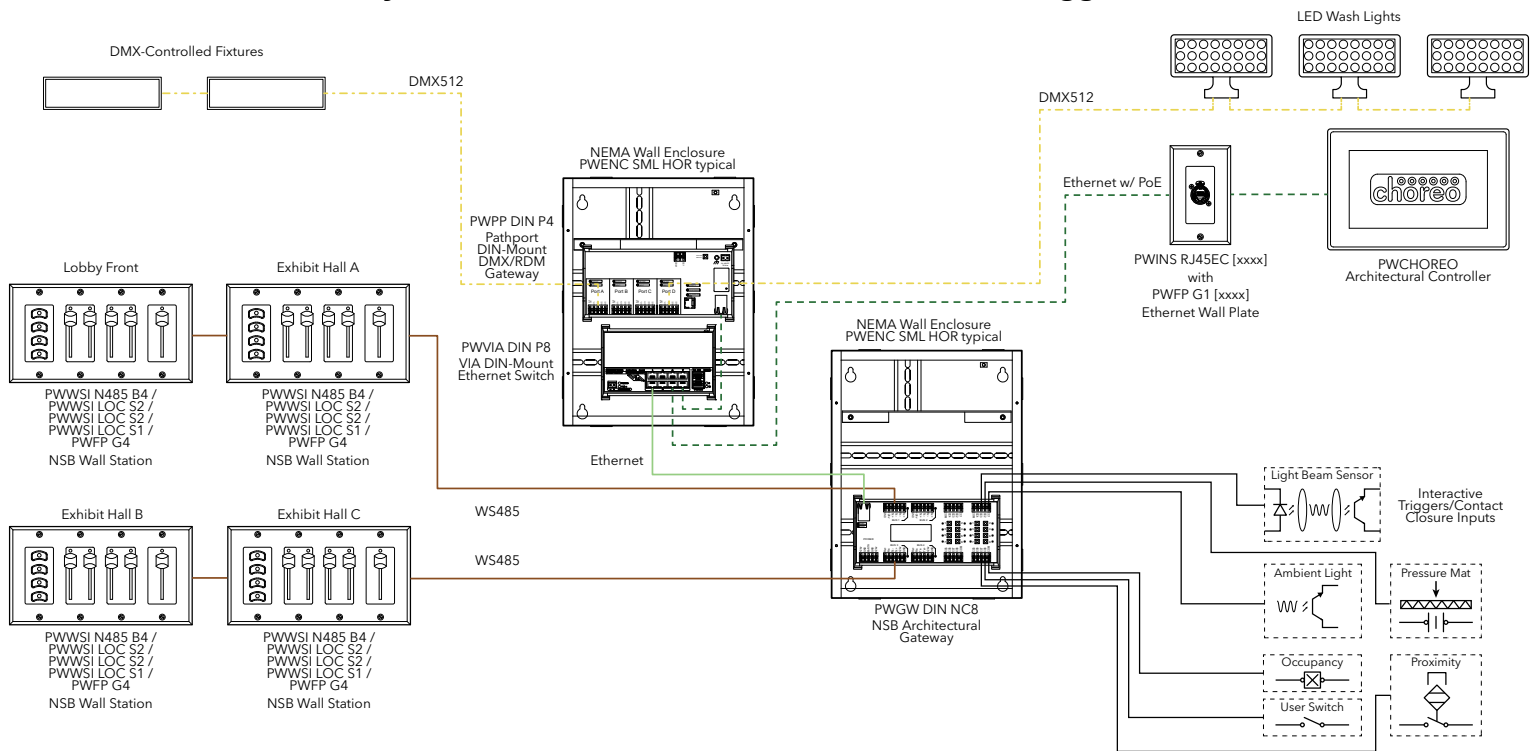 LED Wash Lights
DMX-Controlled Fixtures
DMX512
DMX512
NEMA Wall Enclosure
PWENC SML HOR typical
Ethernet w/ PoE
choreo
PWPP DIN P4
Pathport
DIN-Mount
DMX/RDM
Gateway
Port A
Port B
Port C
Port D
PWINS RJ45EC [xxxx]
with
PWFP G1 [xxxx]
Ethernet Wall Plate
PWCHOREO
Architectural Controller
Lobby Front
Exhibit Hall A
NEMA Wall Enclosure
PWENC SML HOR typical
PWVIA DIN P8
VIA DIN-Mount
Ethernet Switch
PWWSI N485 B4 /
PWWSI LOC S2 /
PWWSI LOC S2 /
PWWSI LOC S1 /
PWFP G4
NSB Wall Station
PWWSI N485 B4 /
PWWSI LOC S2 /
PWWSI LOC S2 /
PWWSI LOC S1 /
PWFP G4
NSB Wall Station
Ethernet
WS485
Light Beam Sensor
Interactive
Triggers/Contact
Closure Inputs
Exhibit Hall B
Exhibit Hall C
WS485
Ambient Light
Pressure Mat
PWGW DIN NC8
NSB Architectural
Gateway
PWWSI N485 B4 /
PWWSI LOC S2 /
PWWSI LOC S2 /
PWWSI LOC S1 /
PWFP G4
NSB Wall Station
PWWSI N485 B4 /
PWWSI LOC S2 /
PWWSI LOC S2 /
PWWSI LOC S1 /
PWFP G4
NSB Wall Station
Occupancy
Proximity
User Switch